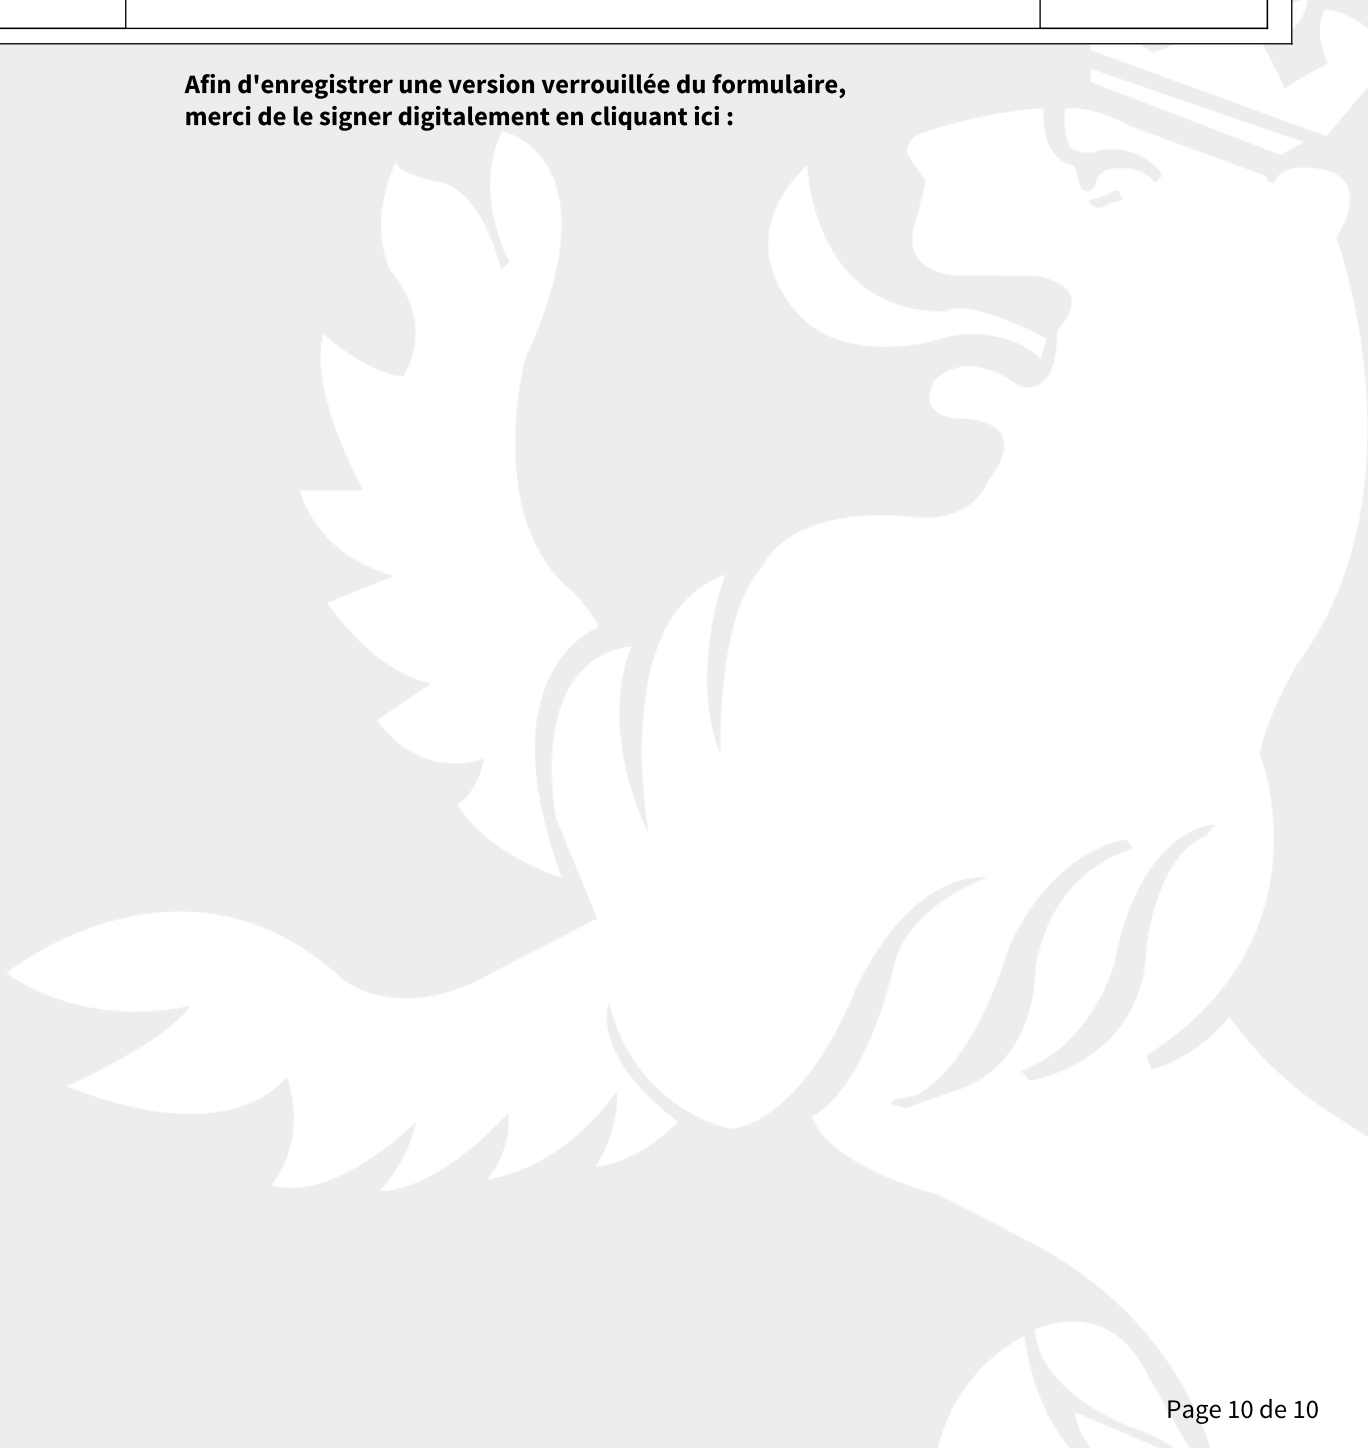 Afin d'enregistrer une version verrouillée du formulaire,
merci de le signer digitalement en cliquant ici :
Page 10 de 10